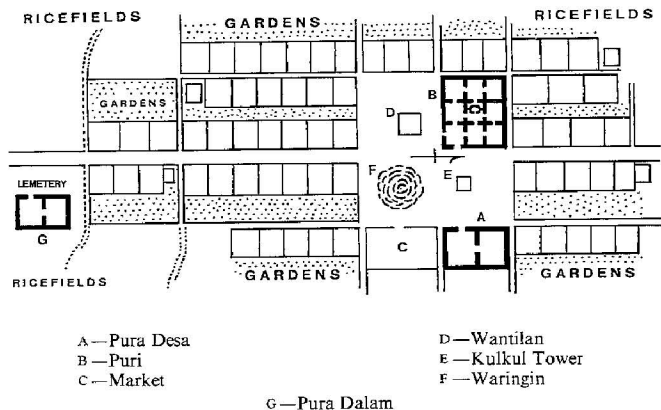 RICEFIELDS
GARDENS
RICEFIELDS
GARDENS
B
D
F
E
LEMETERY
G
A
C
RICEFIELDS
GARDENS
GARDENS
A—Pura Desa
D—Wantilan
B—Puri
E—Kulkul Tower
C—Market
F—Waringin
G—Pura Dalam